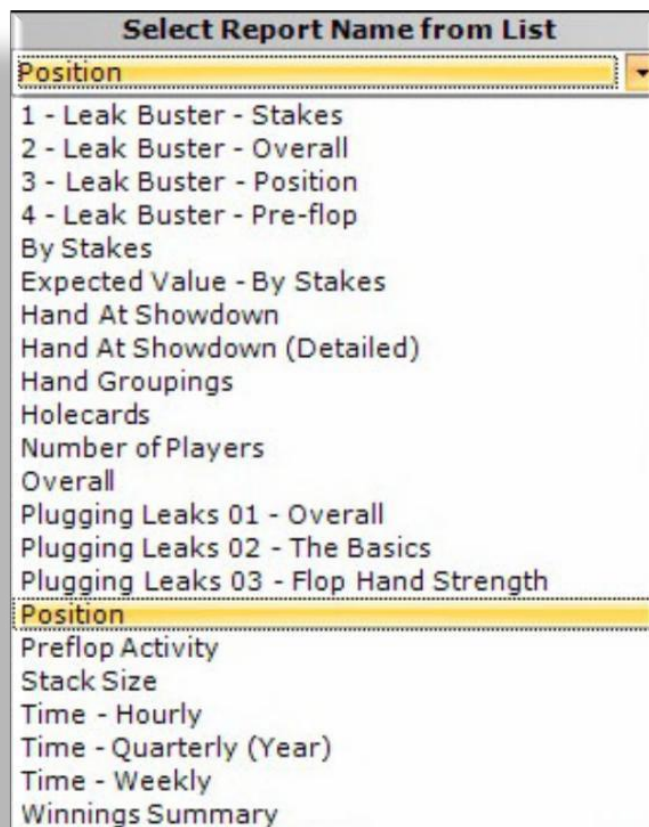 Select Report Name from List
Position
1 - Leak Buster - Stakes
2 - Leak Buster - Overall
3 - Leak Buster - Position
4 - Leak Buster - Pre-flop
By Stakes
Expected Value - By Stakes
Hand At Showdown
Hand At Showdown (Detailed)
Hand Groupings
Holecards
Number of Players
Overall
Plugging Leaks 01 - Overall
Plugging Leaks 02 - The Basics
Plugging Leaks 03 - Flop Hand Strength
Position
Preflop Activity
Stack Size
Time - Hourly
Time - Quarterly (Year)
Time - Weekly
Winnings Summary